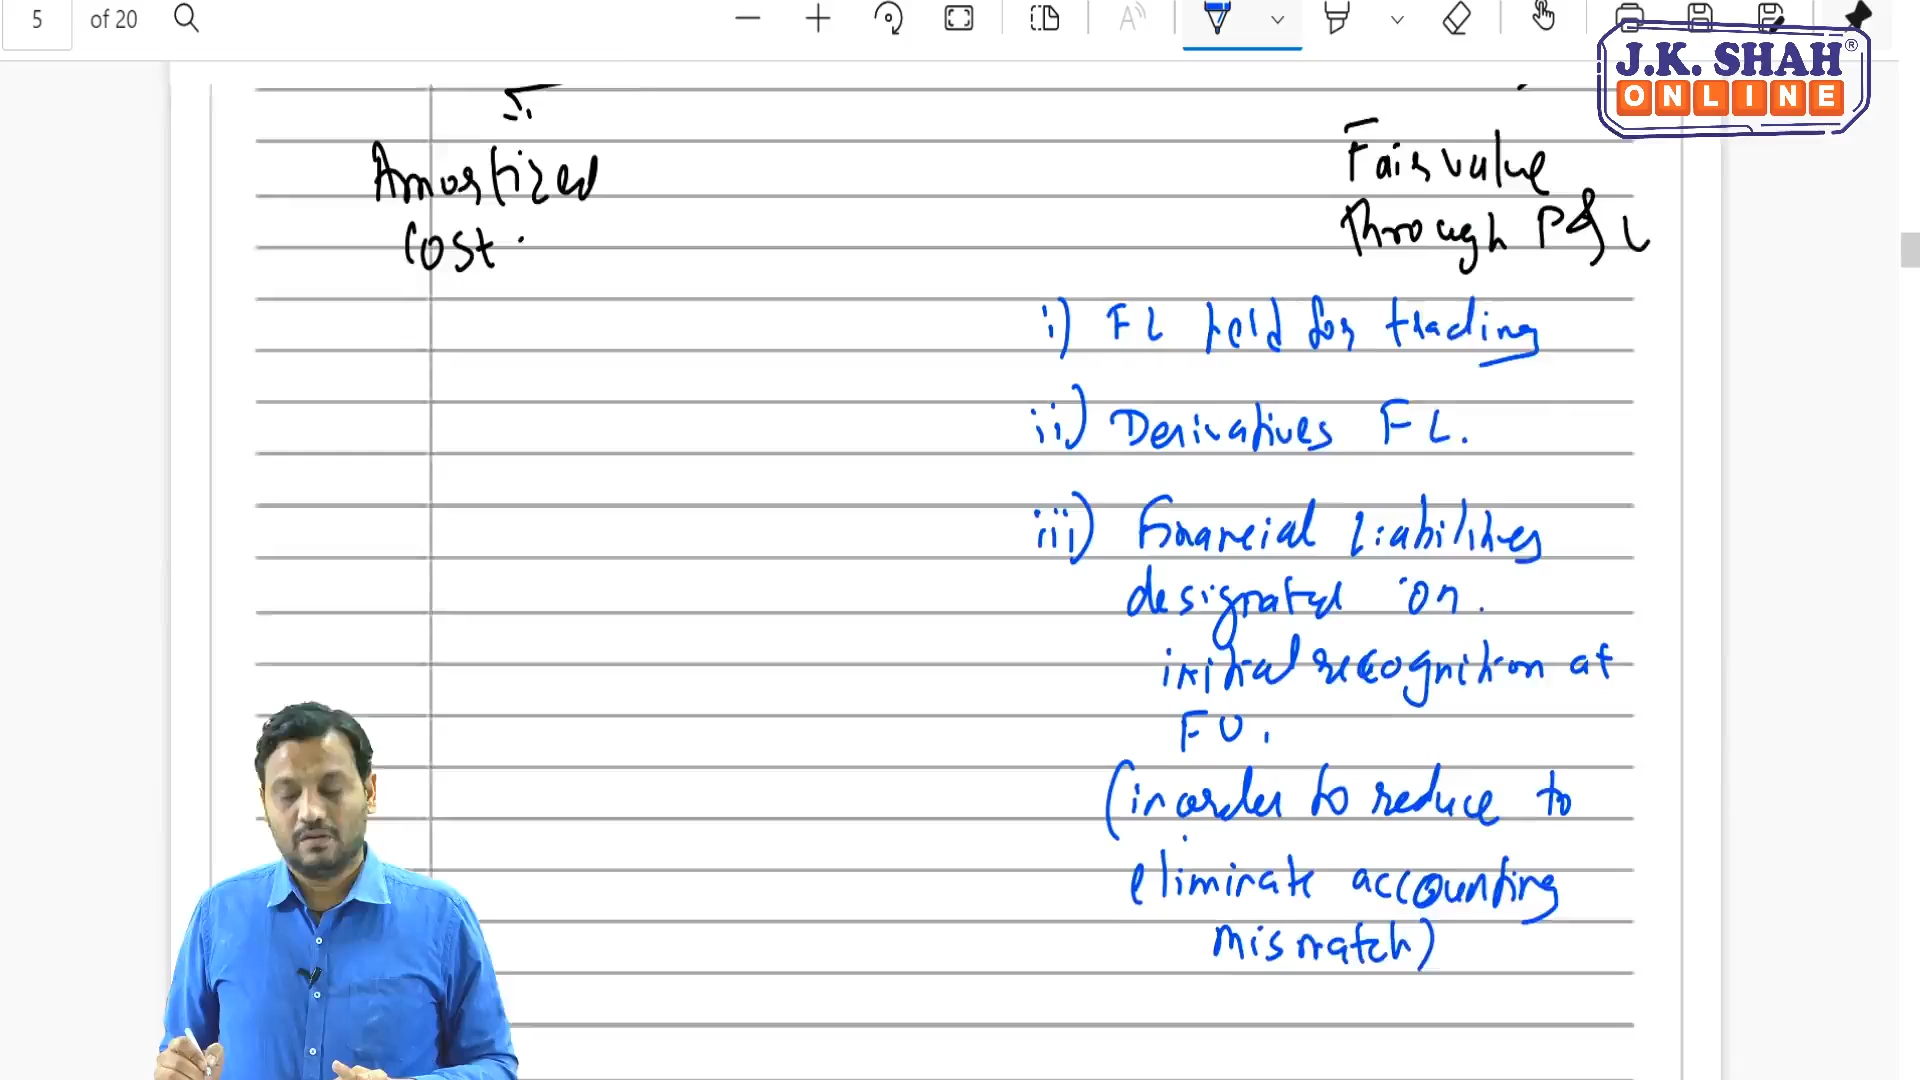 5 of 20
J.K. SHAH®
ONLINE
Amortized
Cost.
Fair value
through P&L
i) FL held for trading
ii) Derivatives FL.
iii) Financial Liabilities
designated on.
initial recognition at
FV.
(in order to reduce to
eliminate accounting
mismatch)